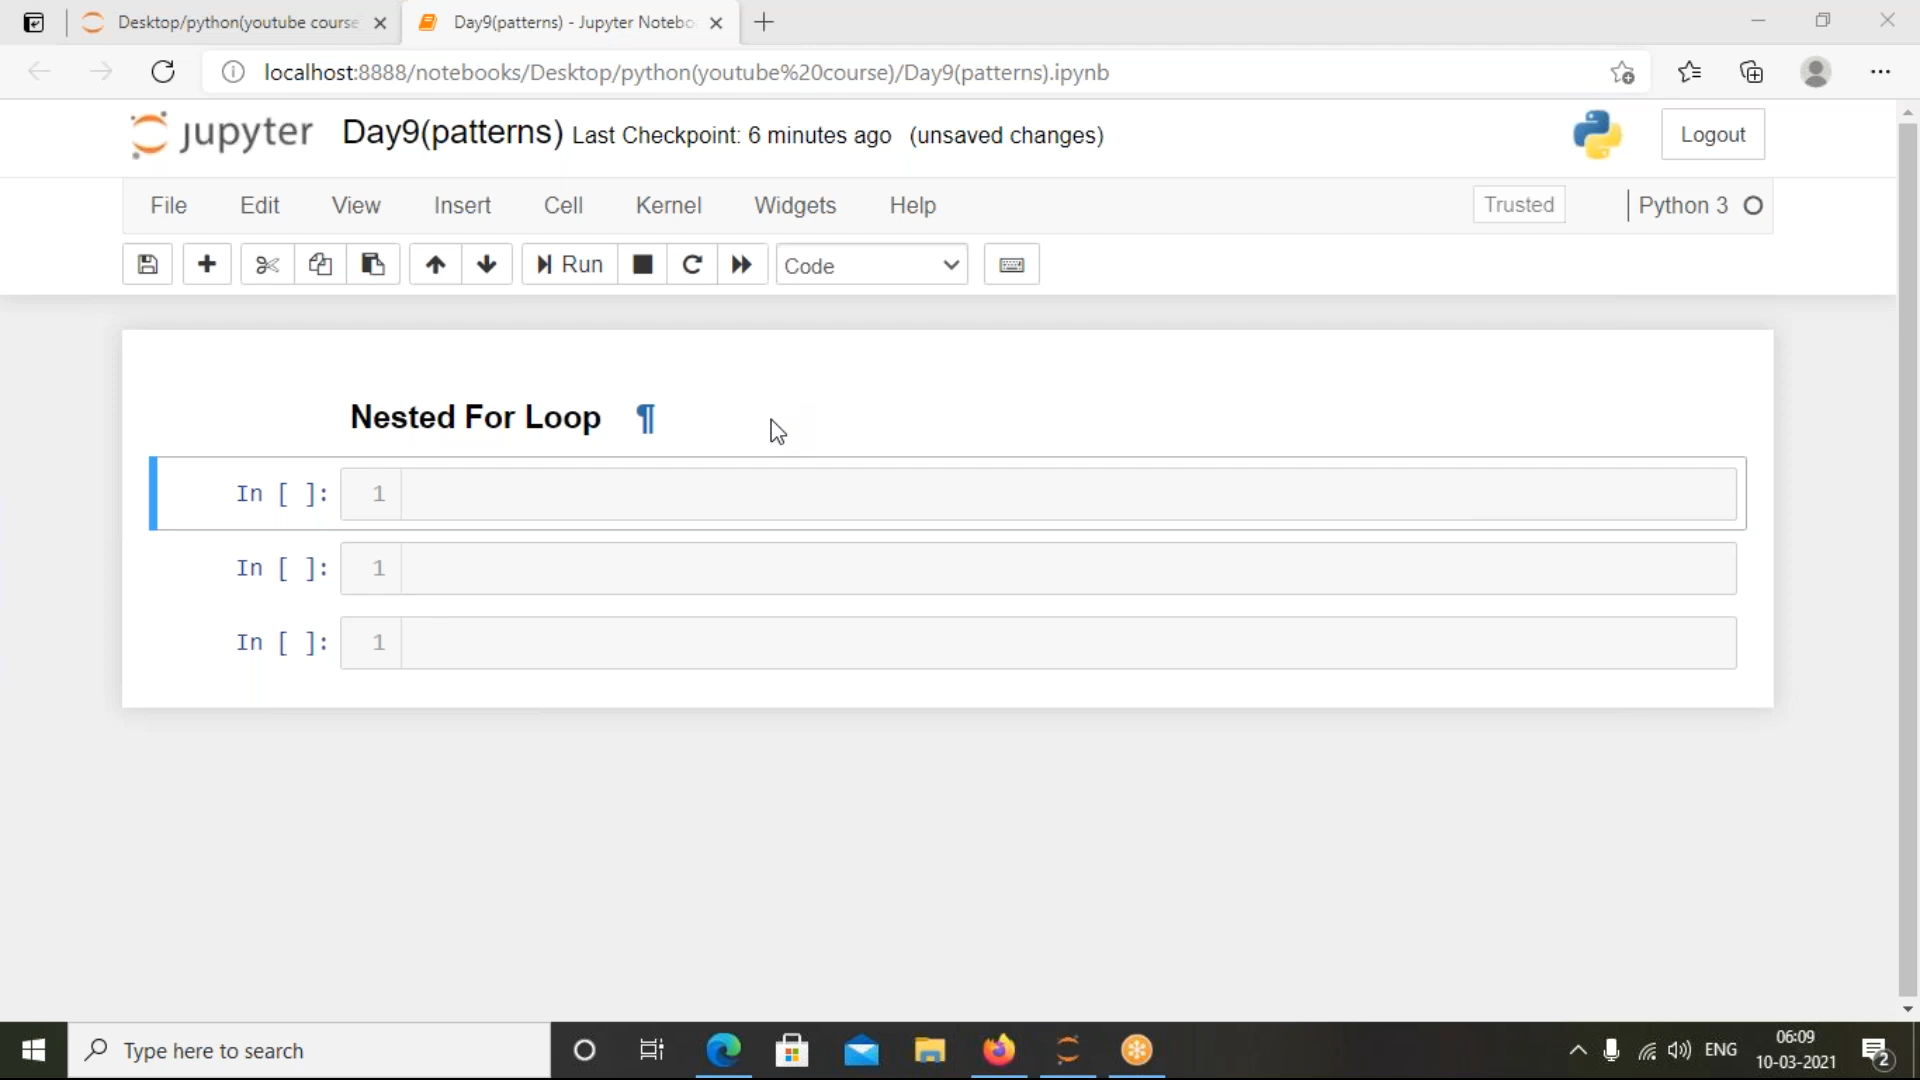 Desktop/python(youtube course
Day9(patterns) - Jupyter Notebo
localhost:8888/notebooks/Desktop/python(youtube%20course)/Day9(patterns).ipynb
jupyter Day9(patterns) Last Checkpoint: 6 minutes ago (unsaved changes)
Logout
File Edit View Insert Cell Kernel Widgets Help
Trusted
Python 3
Run
Code
Nested For Loop ¶
In [ ]: 1
In [ ]: 1
In [ ]: 1
Type here to search
ENG
06:09
10-03-2021
2